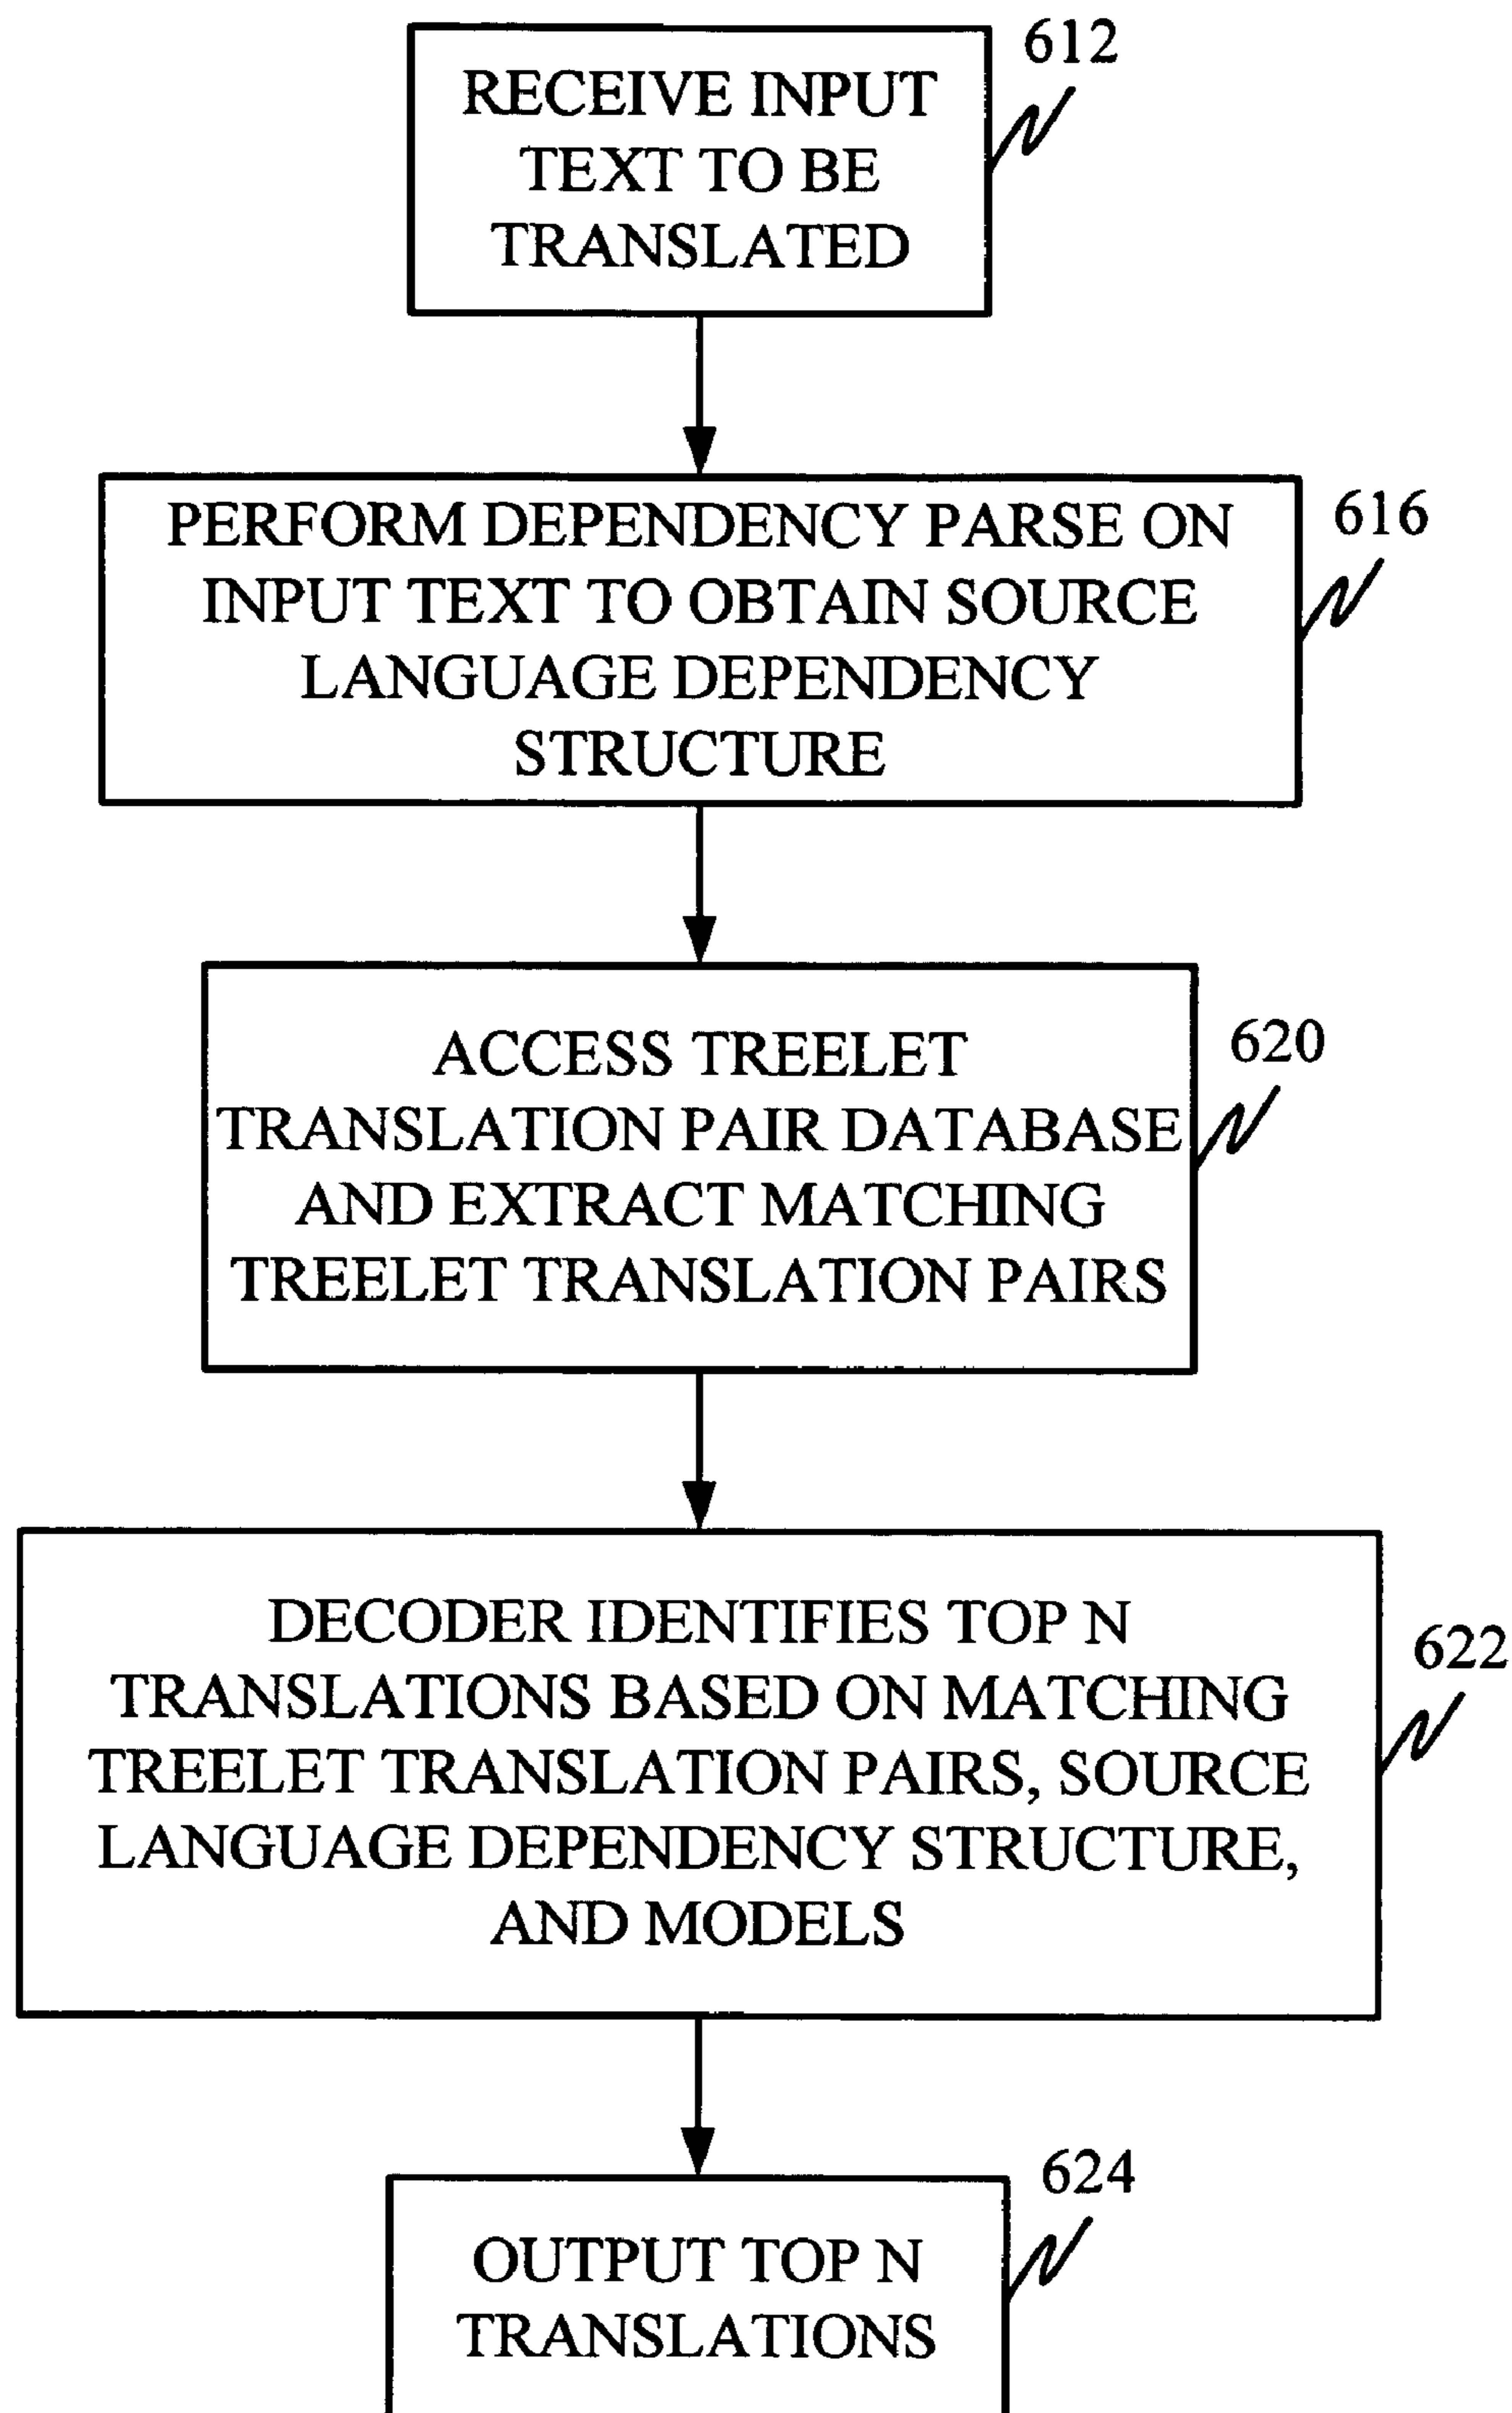 612
RECEIVE INPUT
TEXT TO BE
TRANSLATED
616
PERFORM DEPENDENCY PARSE ON
INPUT TEXT TO OBTAIN SOURCE
LANGUAGE DEPENDENCY
STRUCTURE
620
ACCESS TREELET
TRANSLATION PAIR DATABASE
AND EXTRACT MATCHING
TREELET TRANSLATION PAIRS
622
DECODER IDENTIFIES TOP N
TRANSLATIONS BASED ON MATCHING
TREELET TRANSLATION PAIRS, SOURCE
LANGUAGE DEPENDENCY STRUCTURE,
AND MODELS
624
OUTPUT TOP N
TRANSLATIONS